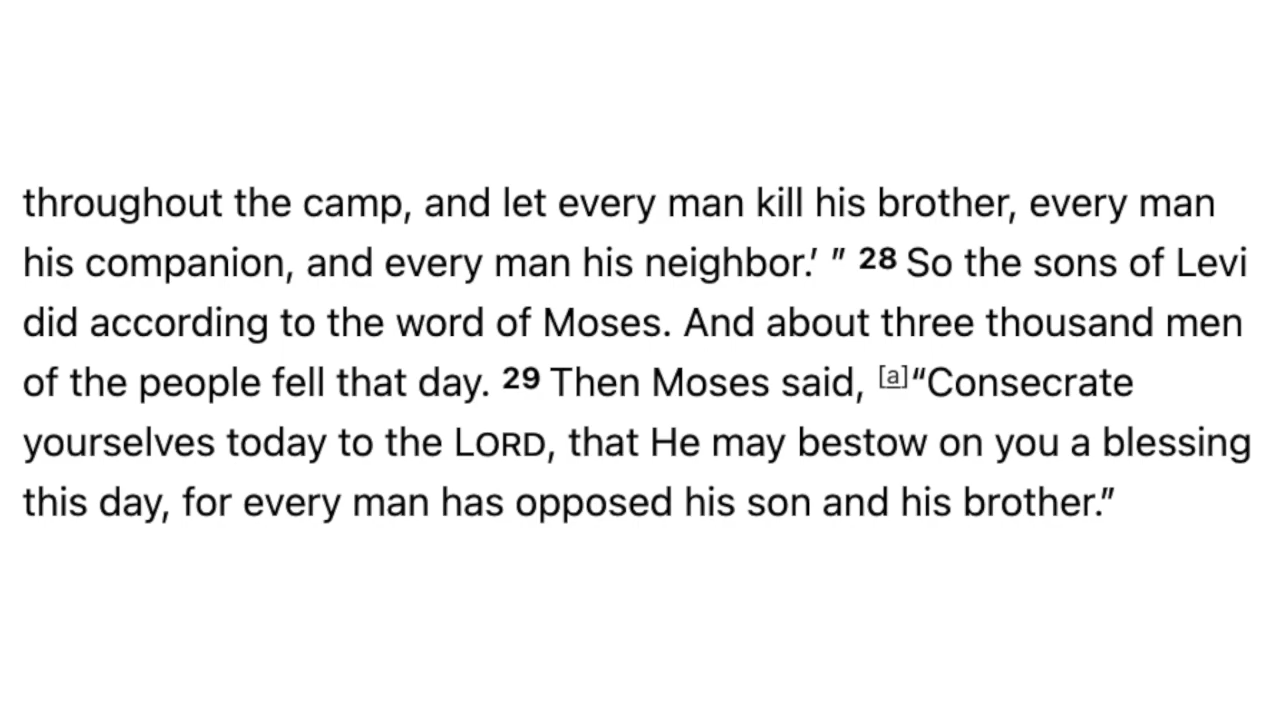 throughout the camp, and let every man kill his brother, every man
his companion, and every man his neighbor.’ ” 28 So the sons of Levi
did according to the word of Moses. And about three thousand men
of the people fell that day. 29 Then Moses said, [a]“Consecrate
yourselves today to the LORD, that He may bestow on you a blessing
this day, for every man has opposed his son and his brother.”